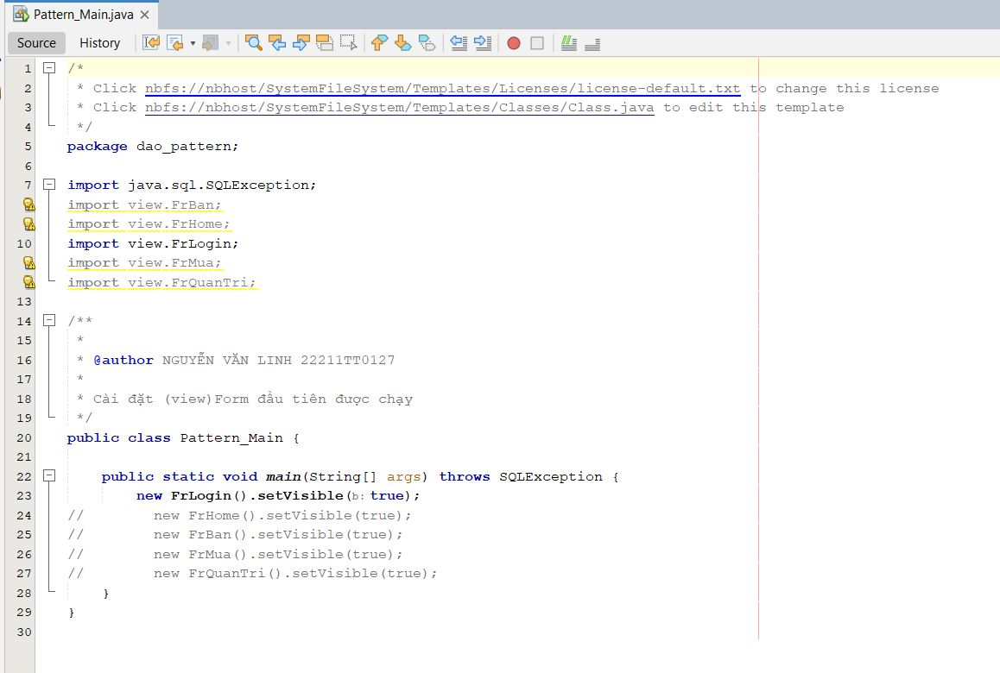 Pattern_Main.java
Source History
1 /*
2 * Click nbfs://nbhost/SystemFileSystem/Templates/Licenses/license-default.txt to change this license
3 * Click nbfs://nbhost/SystemFileSystem/Templates/Classes/Class.java to edit this template
4 */
5 package dao_pattern;
6
7 import java.sql.SQLException;
import view.FrBan;
import view.FrHome;
10 import view.FrLogin;
import view.FrMua;
import view.FrQuanTri;
13
14 /**
15 *
16 * @author NGUYỄN VĂN LINH 22211TT0127
17 *
18 * Cài đặt (view)Form đầu tiên được chạy
19 */
20 public class Pattern_Main {
21
22 public static void main(String[] args) throws SQLException {
23 new FrLogin().setVisible(b: true);
24 // new FrHome().setVisible(true);
25 // new FrBan().setVisible(true);
26 // new FrMua().setVisible(true);
27 // new FrQuanTri().setVisible(true);
28 }
29 }
30